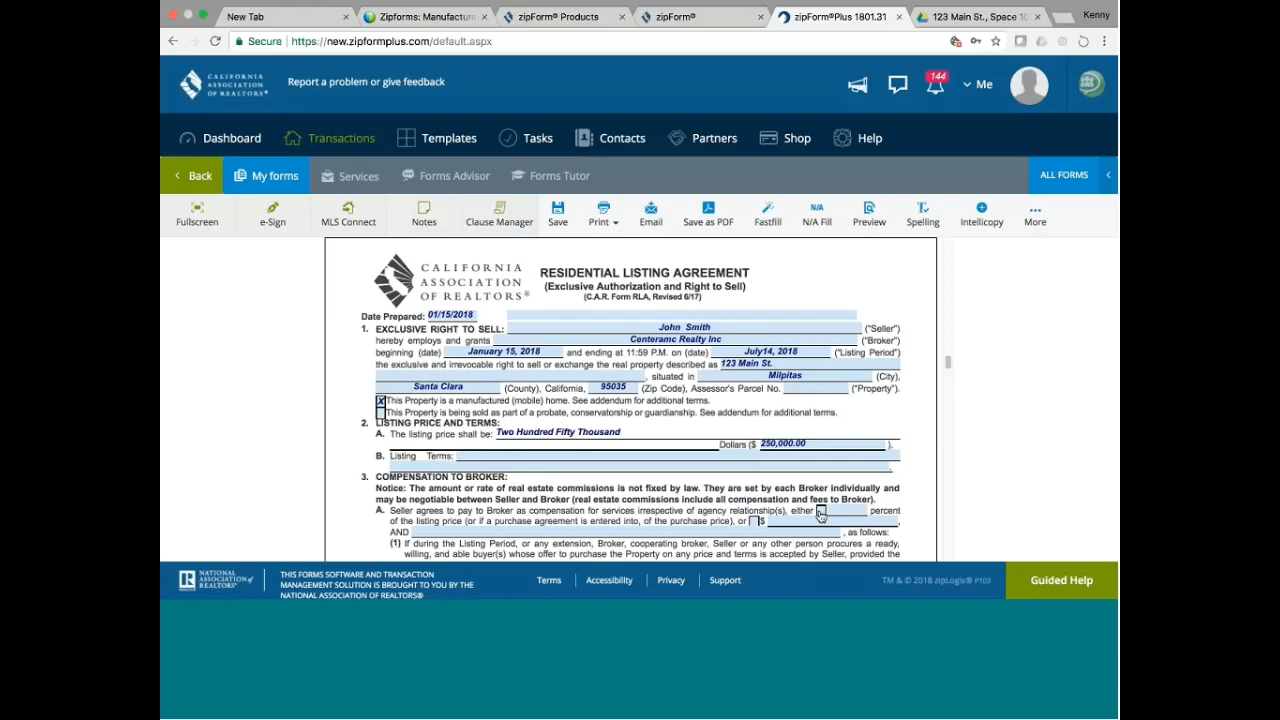 New Tab
Zipforms: Manufactur
zipForm® Products
zipForm®
zipForm®Plus 1801.31
123 Main St., Space 10
Kenny
Secure
https://new.zipformplus.com/default.aspx
CALIFORNIA
ASSOCIATION
OF REALTORS®
Report a problem or give feedback
144
Me
Dashboard
Transactions
Templates
Tasks
Contacts
Partners
Shop
Help
Back
My forms
Services
Forms Advisor
Forms Tutor
ALL FORMS
Fullscreen
e-Sign
MLS Connect
Notes
Clause Manager
Save
Print
Email
Save as PDF
Fastfill
N/A
N/A Fill
Preview
Spelling
Intellicopy
More
CALIFORNIA
ASSOCIATION
OF REALTORS®
RESIDENTIAL LISTING AGREEMENT
(Exclusive Authorization and Right to Sell)
(C.A.R. Form RLA, Revised 6/17)
Date Prepared: 01/15/2018
1. EXCLUSIVE RIGHT TO SELL: John Smith ("Seller")
hereby employs and grants Centeramc Realty Inc ("Broker")
beginning (date) January 15, 2018 and ending at 11:59 P.M. on (date) July14, 2018 ("Listing Period")
the exclusive and irrevocable right to sell or exchange the real property described as 123 Main St.
, situated in Milpitas (City),
Santa Clara (County), California, 95035 (Zip Code), Assessor's Parcel No. ("Property").
X This Property is a manufactured (mobile) home. See addendum for additional terms.
This Property is being sold as part of a probate, conservatorship or guardianship. See addendum for additional terms.
2. LISTING PRICE AND TERMS:
A. The listing price shall be: Two Hundred Fifty Thousand
Dollars ($ 250,000.00 ).
B. Listing Terms:
.
3. COMPENSATION TO BROKER:
Notice: The amount or rate of real estate commissions is not fixed by law. They are set by each Broker individually and
may be negotiable between Seller and Broker (real estate commissions include all compensation and fees to Broker).
A. Seller agrees to pay to Broker as compensation for services irrespective of agency relationship(s), either percent
of the listing price (or if a purchase agreement is entered into, of the purchase price), or $ ,
AND , as follows:
(1) If during the Listing Period, or any extension, Broker, cooperating broker, Seller or any other person procures a ready,
willing, and able buyer(s) whose offer to purchase the Property on any price and terms is accepted by Seller, provided the
NATIONAL
ASSOCIATION of
REALTORS®
THIS FORMS SOFTWARE AND TRANSACTION
MANAGEMENT SOLUTION IS BROUGHT TO YOU BY THE
NATIONAL ASSOCIATION OF REALTORS®
Terms
Accessibility
Privacy
Support
TM & © 2018 zipLogix® P103
Guided Help